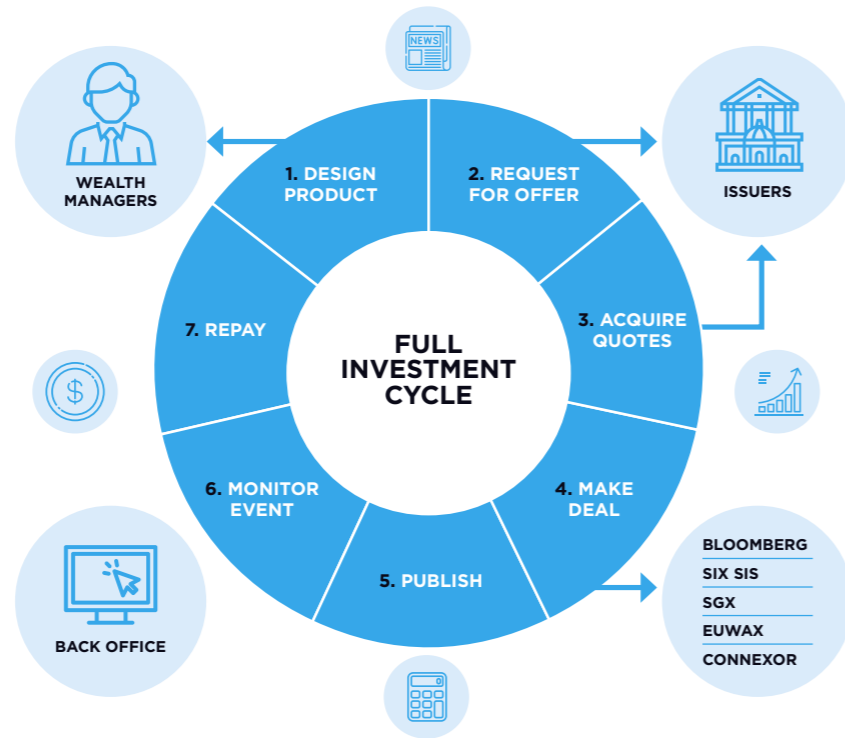 NEWS
WEALTH
MANAGERS
1. DESIGN
PRODUCT
2. REQUEST
FOR OFFER
ISSUERS
3. ACQUIRE
QUOTES
7. REPAY
FULL
INVESTMENT
CYCLE
$
6. MONITOR
EVENT
4. MAKE
DEAL
5. PUBLISH
BACK OFFICE
BLOOMBERG
SIX SIS
SGX
EUWAX
CONNEXOR